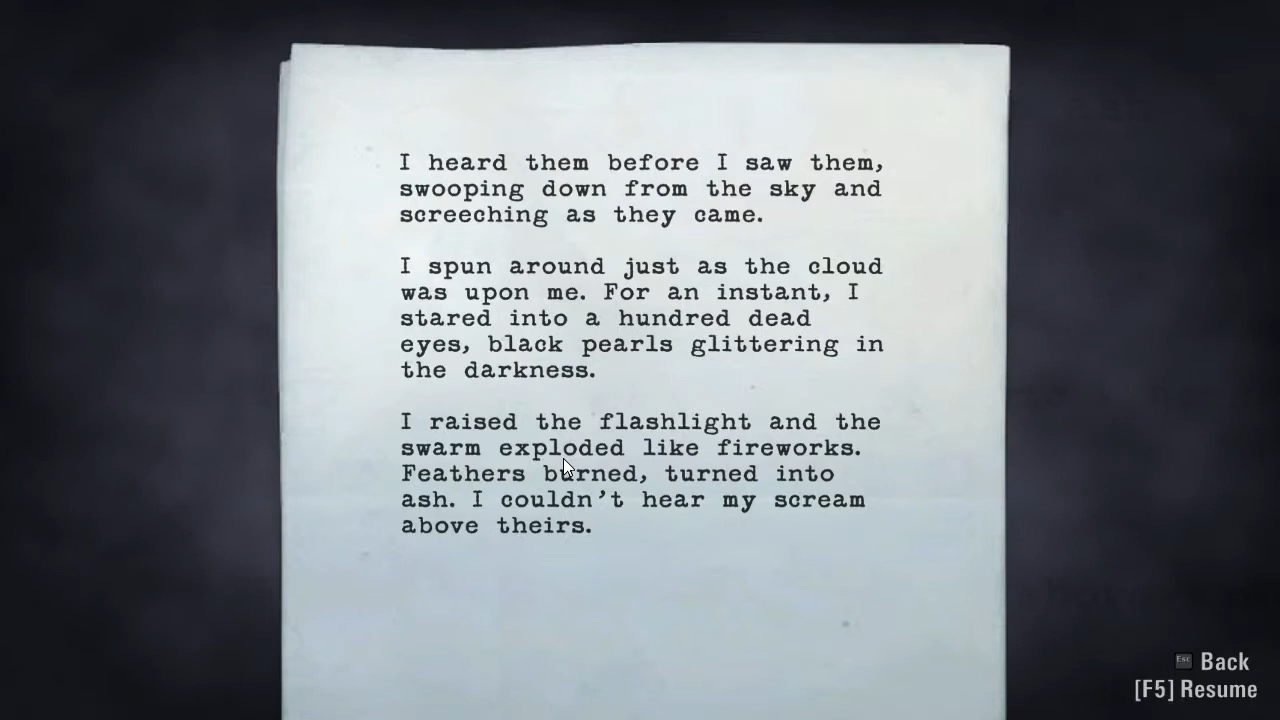 I heard them before I saw them,
swooping down from the sky and
screeching as they came.
I spun around just as the cloud
was upon me. For an instant, I
stared into a hundred dead
eyes, black pearls glittering in
the darkness.
I raised the flashlight and the
swarm exploded like fireworks.
Feathers burned, turned into
ash. I couldn't hear my scream
above theirs.
Esc Back
[F5] Resume